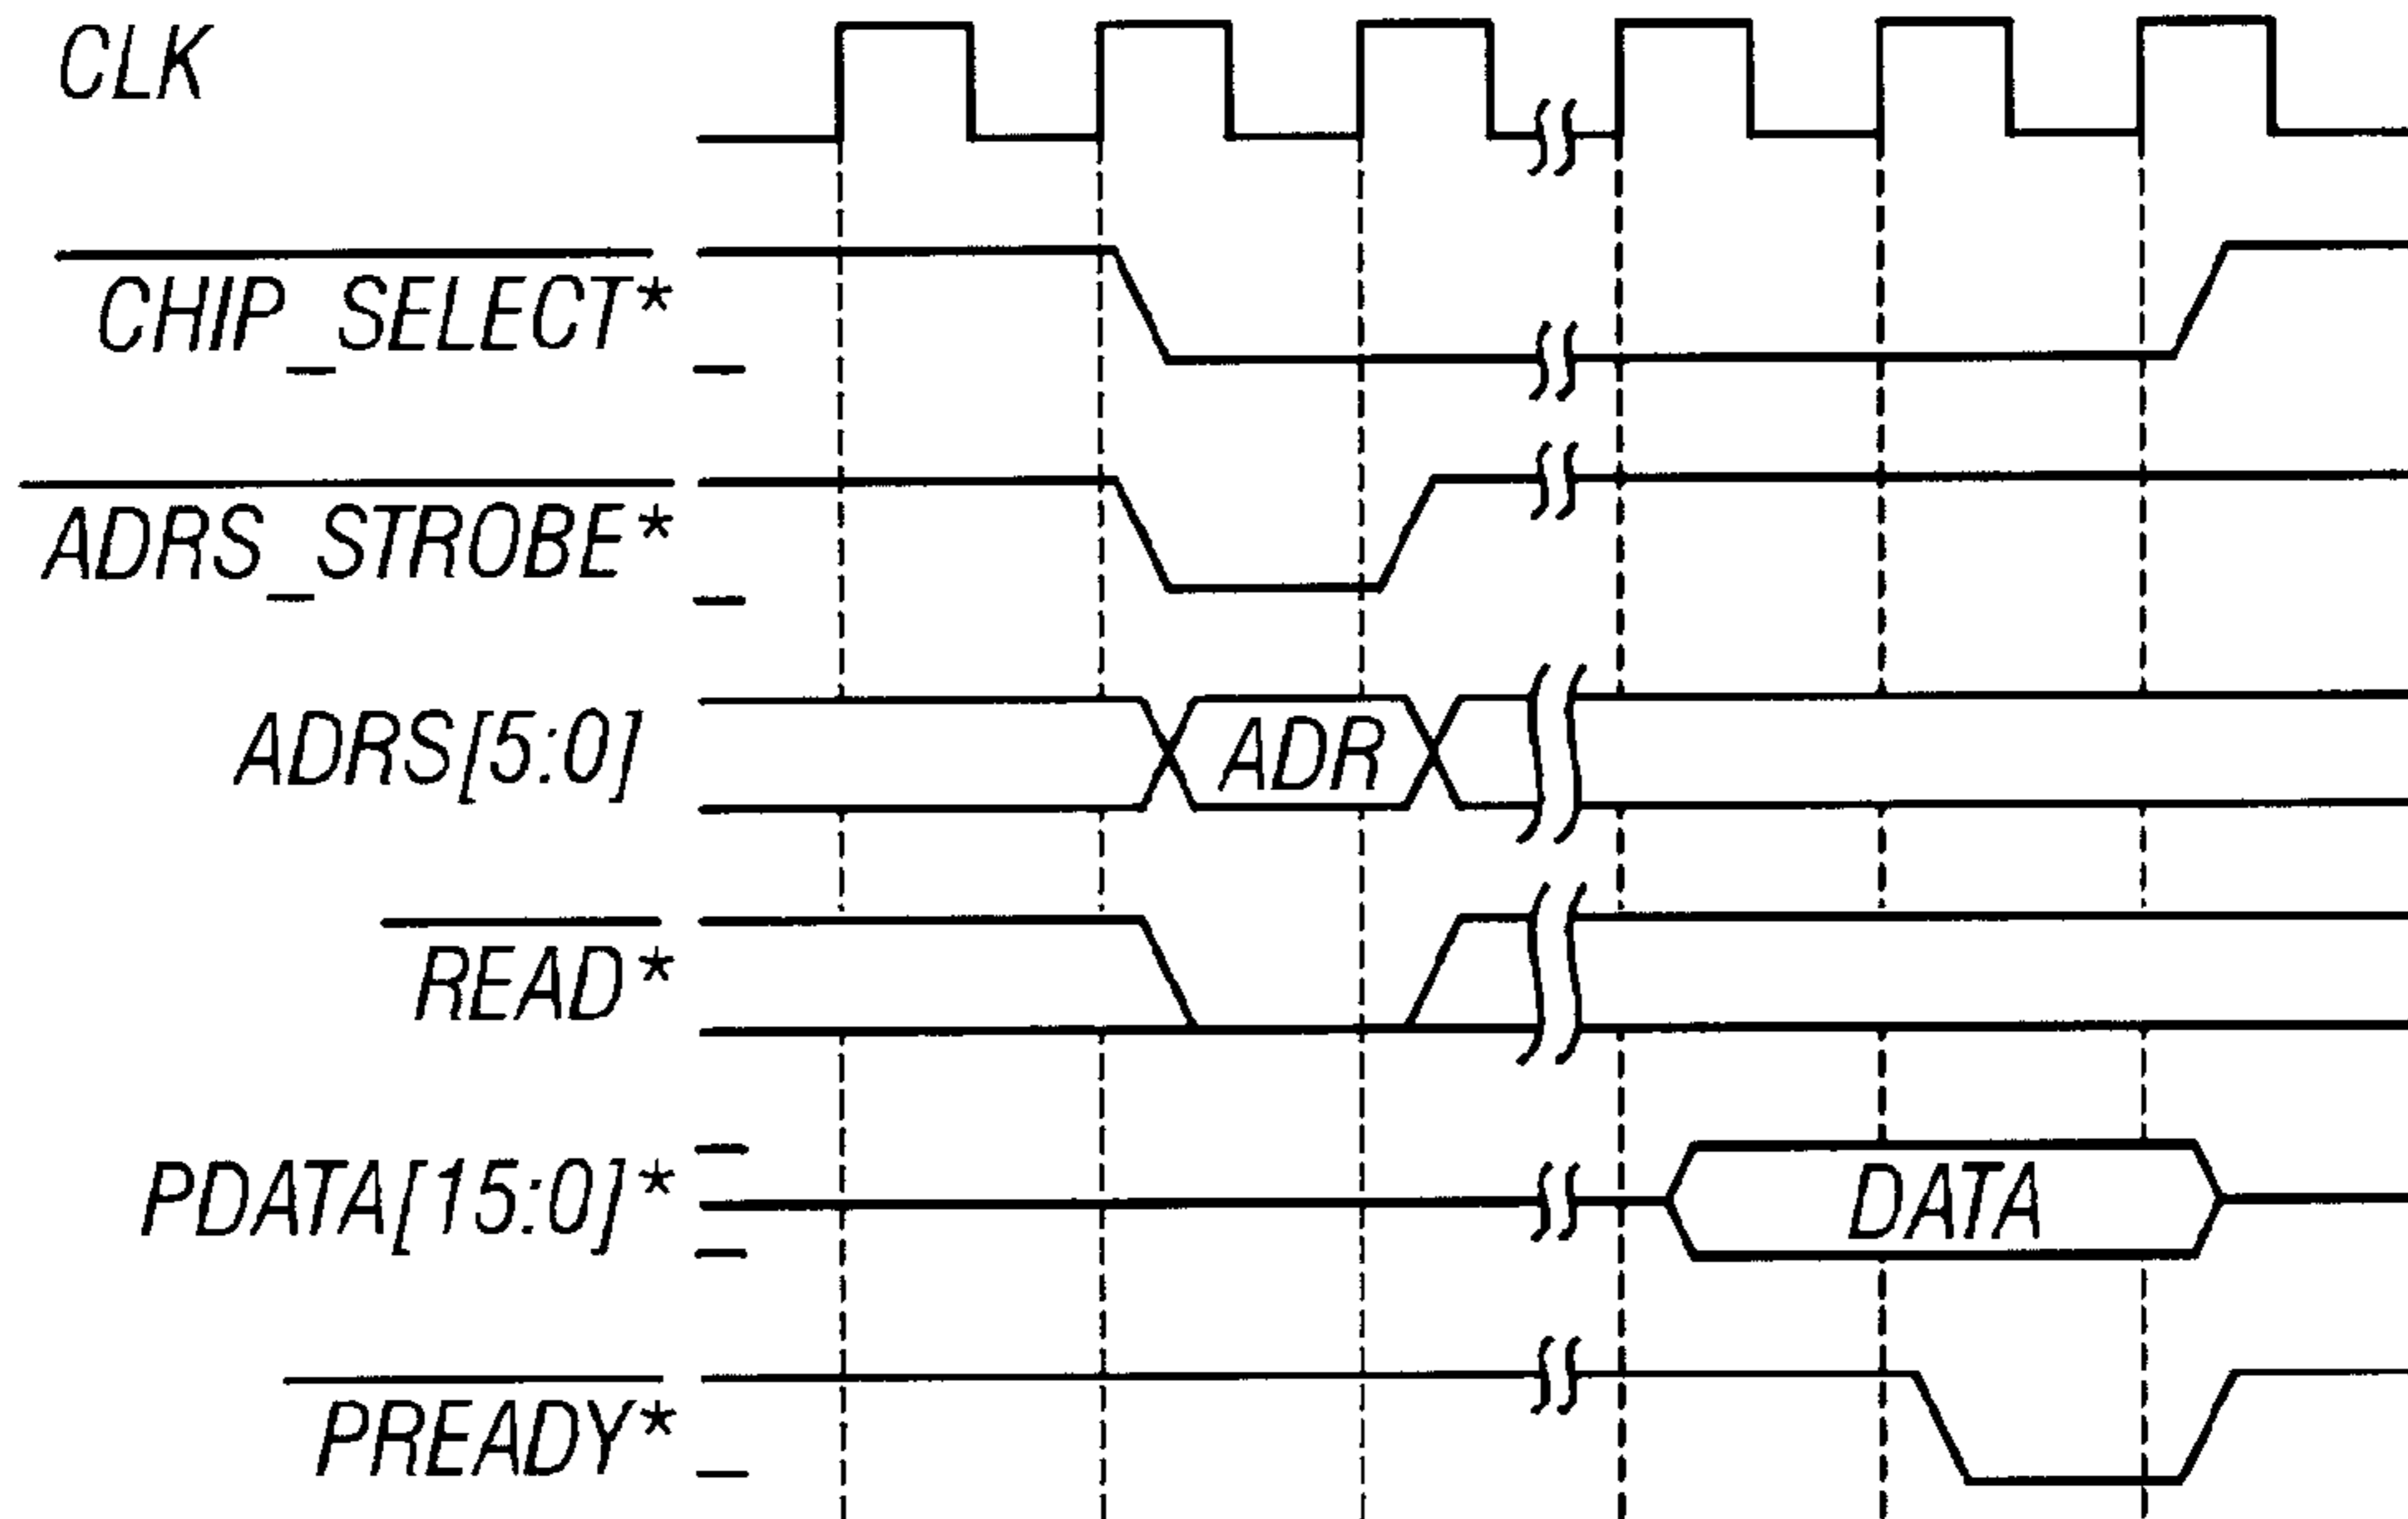 CLK
CHIP_SELECT*
ADRS_STROBE*
ADRS[5:0]
ADR
READ*
PDATA[15:0]*
DATA
PREADY*